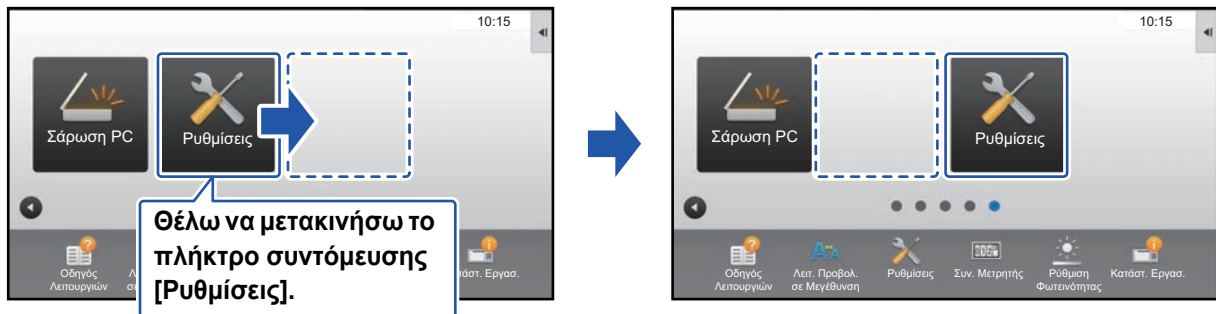 10:15
Σάρωση PC
Ρυθμίσεις
Θέλω να μετακινήσω το
πλήκτρο συντόμευσης
[Ρυθμίσεις].
Οδηγός
Λειτουργιών
Εργασ.
10:15
Σάρωση PC
Ρυθμίσεις
Οδηγός
Λειτουργιών
Λειτ. Προβολ.
σε Μεγέθυνση
Ρυθμίσεις
Συν. Μετρητής
Ρύθμιση
Φωτεινότητας
Κατάστ. Εργασ.